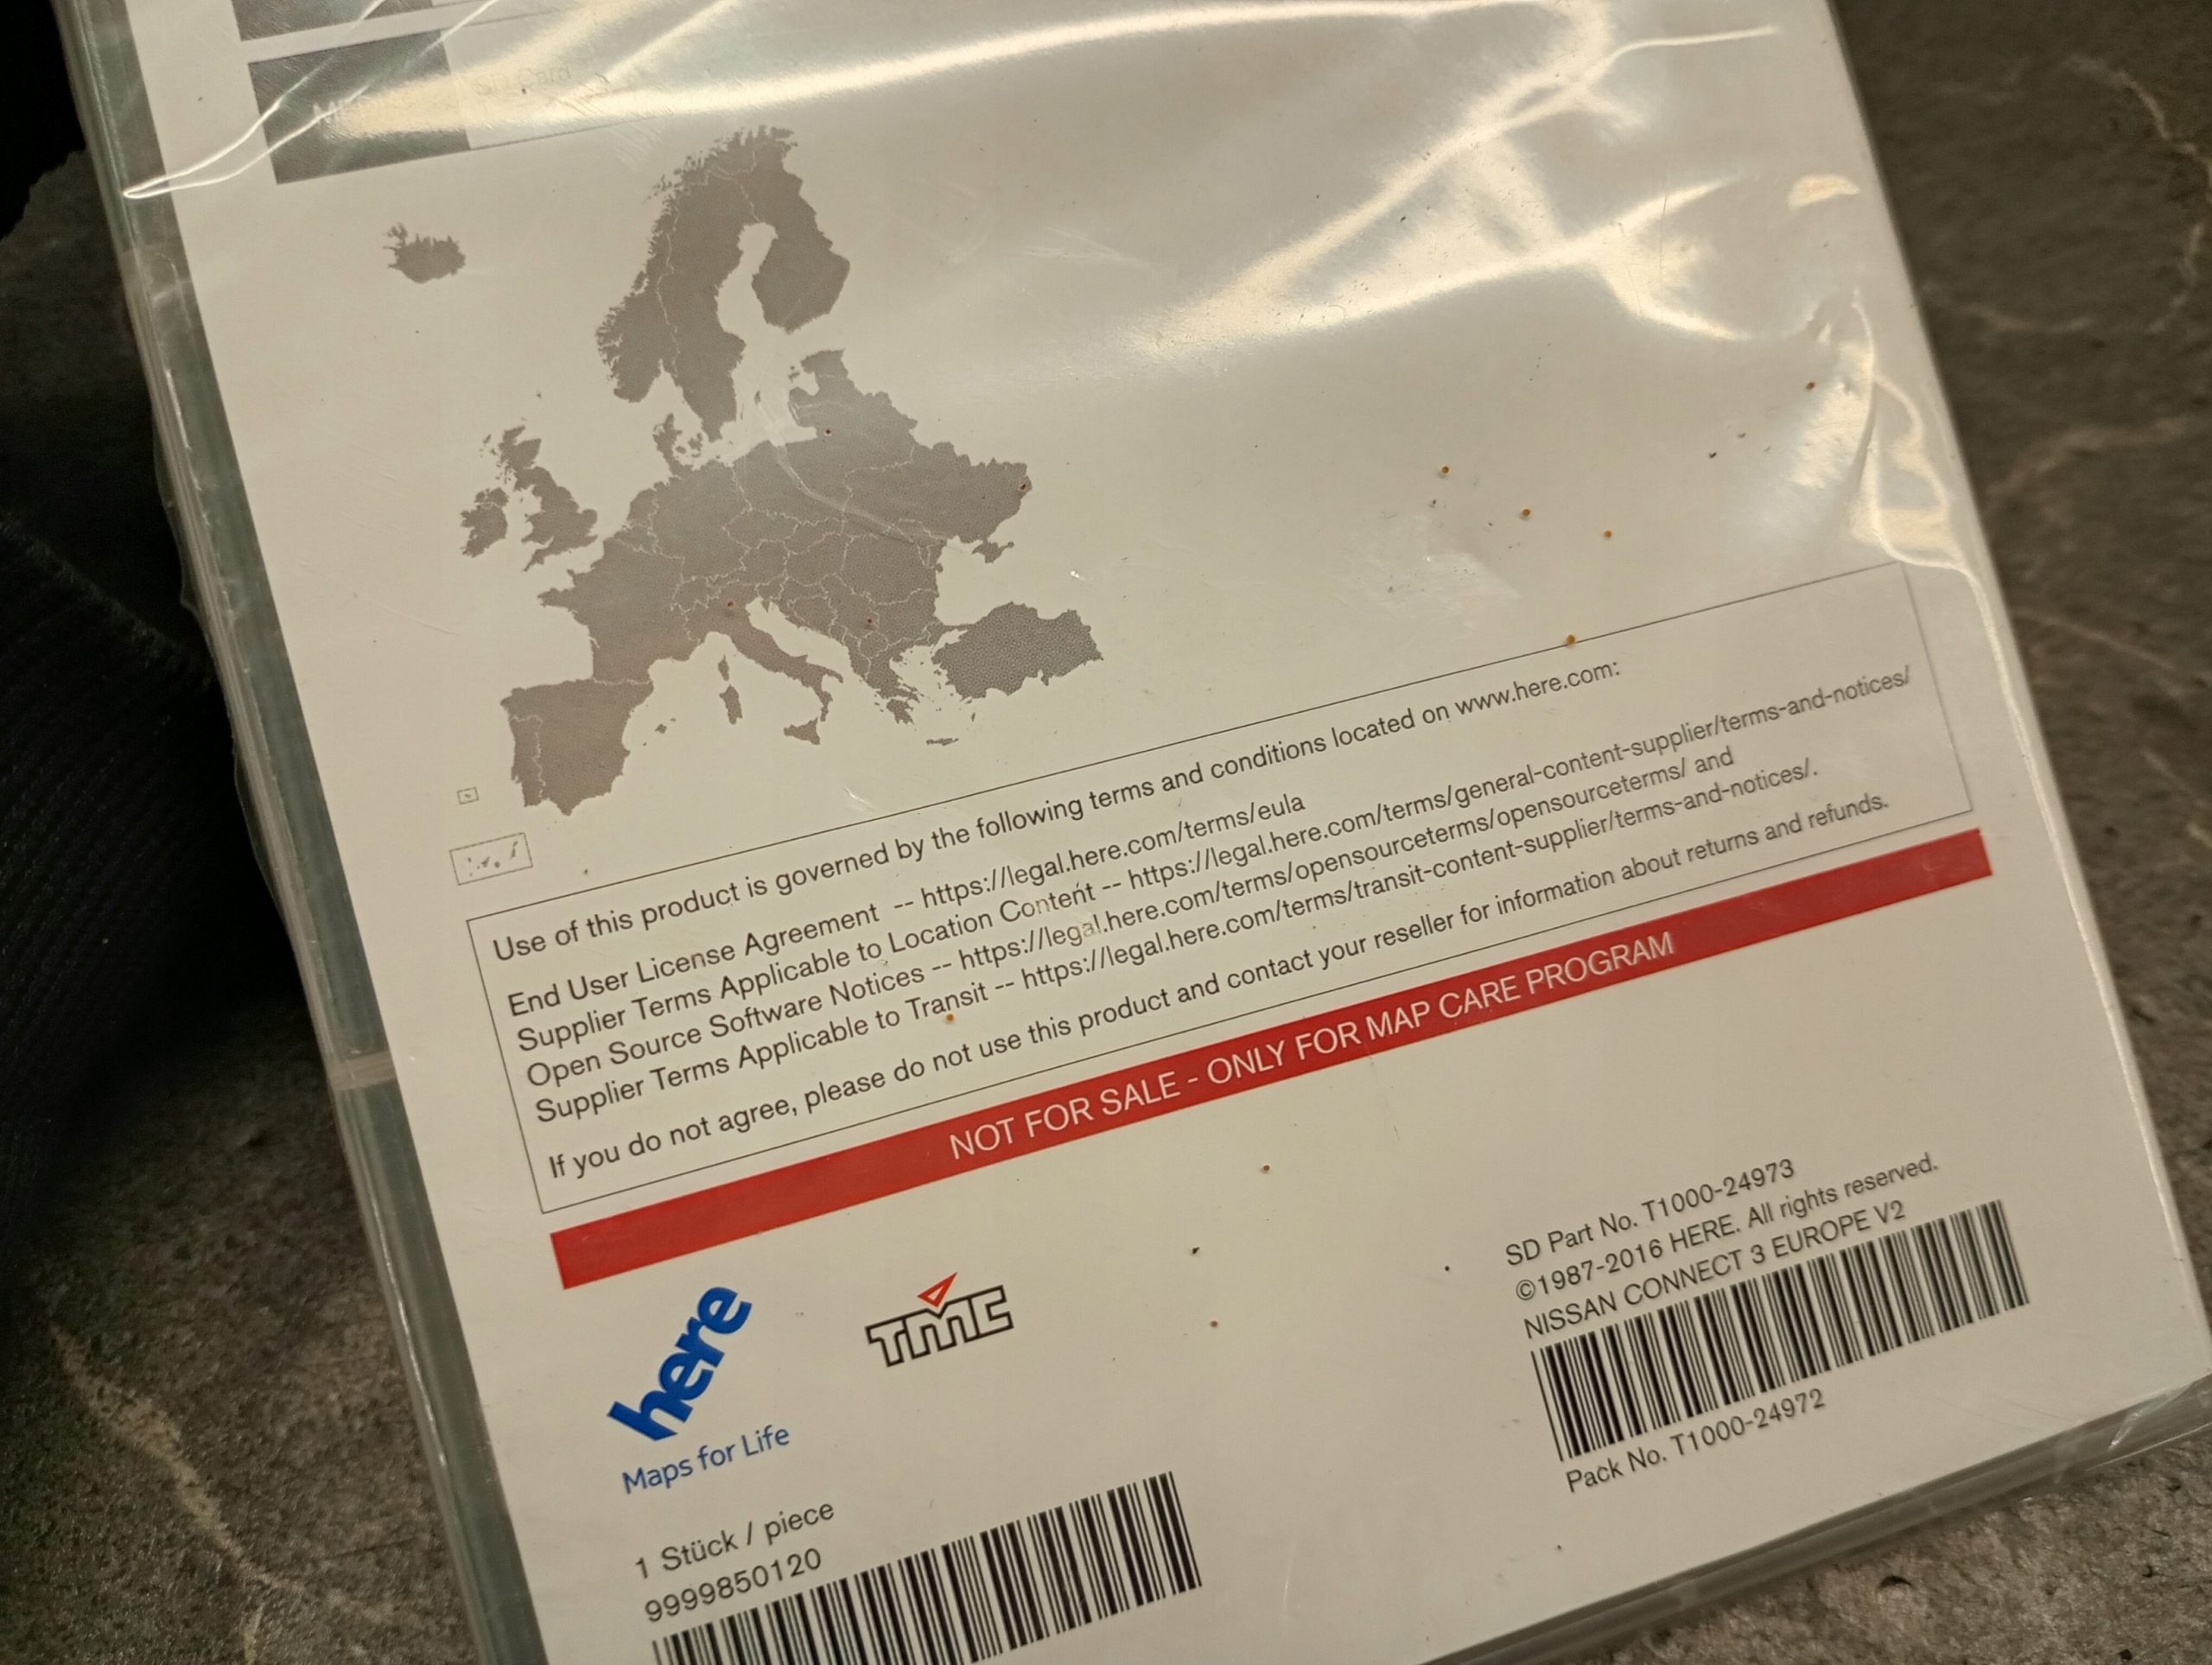 SD Card
Use of this product is governed by the following terms and conditions located on www.here.com:
End User License Agreement -- https://legal.here.com/terms/eula
Supplier Terms Applicable to Location Content -- https://legal.here.com/terms/general-content-supplier/terms-and-notices/
Open Source Software Notices -- https://legal.here.com/terms/opensourceterms/opensourceterms/ and
Supplier Terms Applicable to Transit -- https://legal.here.com/terms/transit-content-supplier/terms-and-notices/.
If you do not agree, please do not use this product and contact your reseller for information about returns and refunds.
NOT FOR SALE - ONLY FOR MAP CARE PROGRAM
here
Maps for Life
TMC
SD Part No. T1000-24973
©1987-2016 HERE. All rights reserved.
NISSAN CONNECT 3 EUROPE V2
Pack No. T1000-24972
1 Stück / piece
9999850120